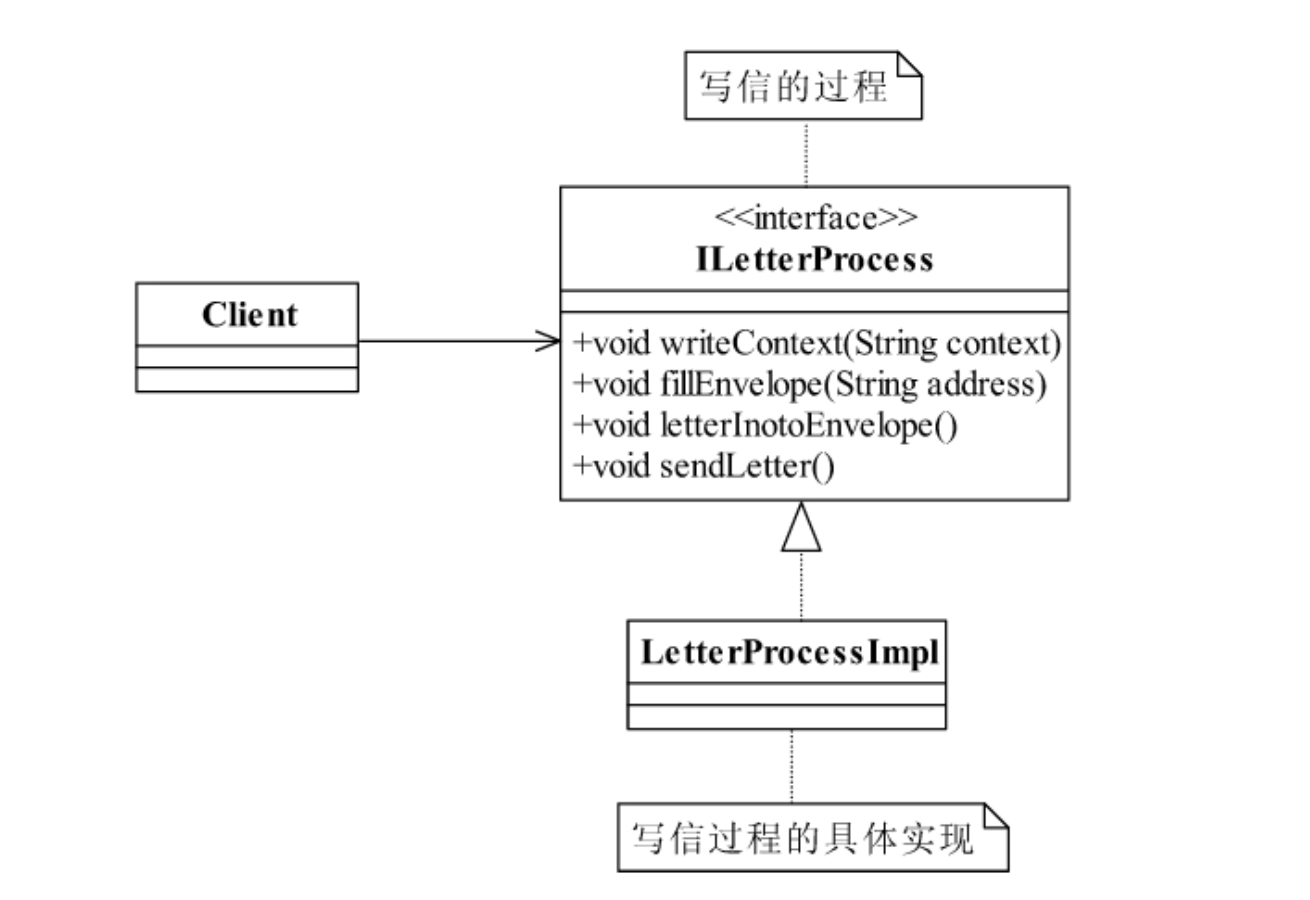 写信的过程
<<interface>>
ILetterProcess
Client
+void writeContext(String context)
+void fillEnvelope(String address)
+void letterInotoEnvelope()
+void sendLetter()
LetterProcessImpl
写信过程的具体实现